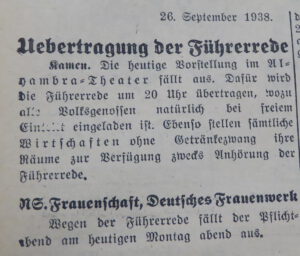 26. September 1938.
Uebertragung der Führerrede
Kamen. Die heutige Vorstellung im Al-
hambra-Theater fällt aus. Dafür wird
die Führerrede um 20 Uhr übertragen, wozu
alle Volksgenossen natürlich bei freiem
Eintritt eingeladen ist. Ebenso stellen sämtliche
Wirtschaften ohne Getränkezwang ihre
Räume zur Verfügung zwecks Anhörung der
Führerrede.
NS. Frauenschaft, Deutsches Frauenwerk
Wegen der Führerrede fällt der Pflicht-
abend am heutigen Montag abend aus.